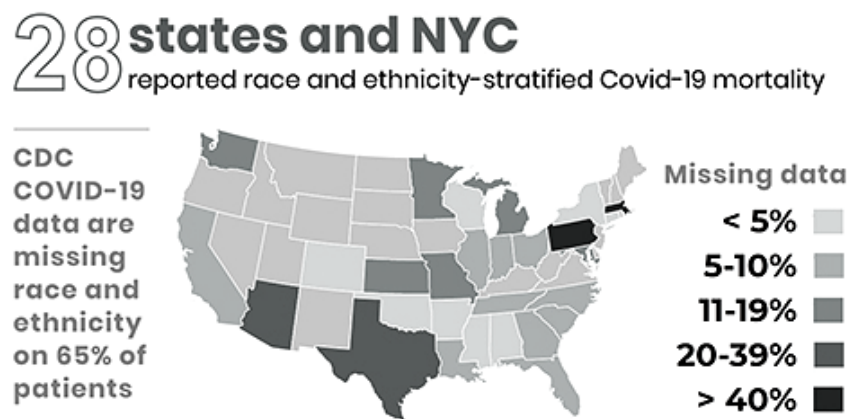 28 states and NYC
reported race and ethnicity-stratified Covid-19 mortality
CDC
COVID-19
data are
missing
race and
ethnicity
on 65% of
patients
Missing data
< 5%
5-10%
11-19%
20-39%
> 40%